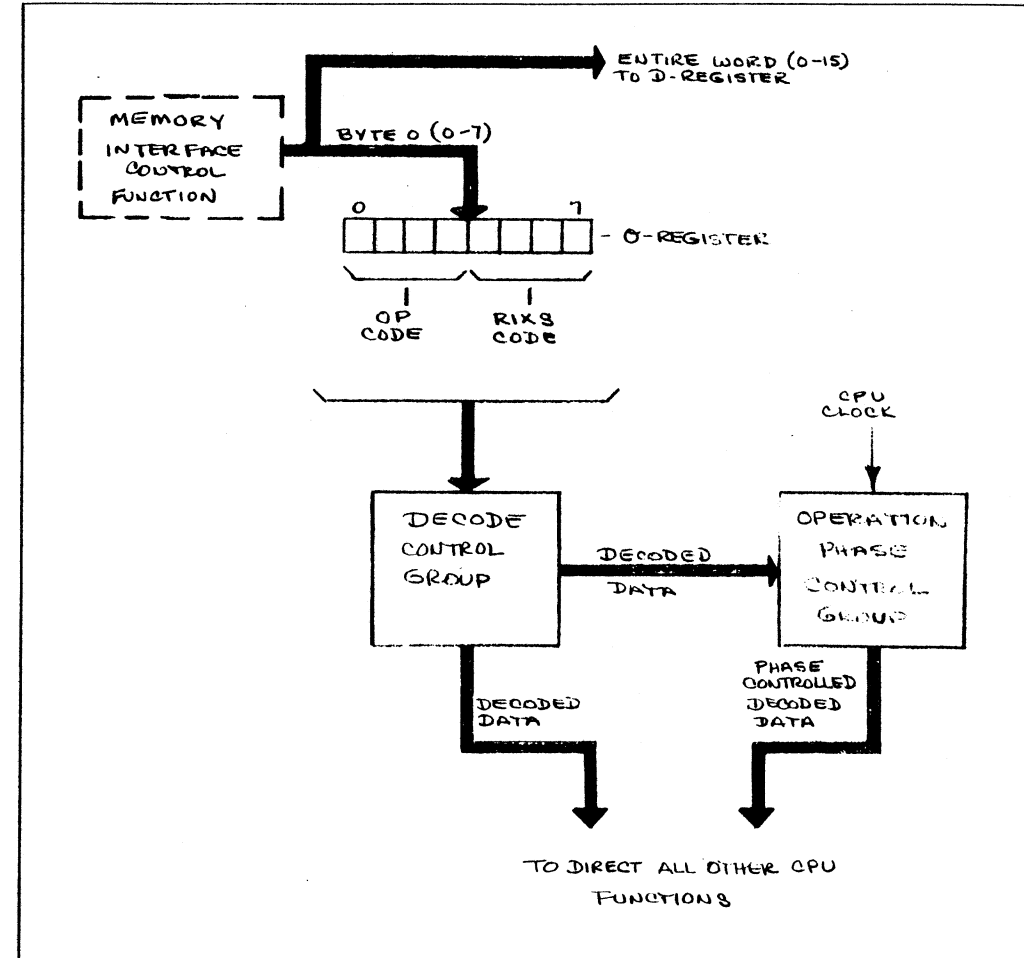 ENTIRE WORD (0-15)
TO D-REGISTER
MEMORY
INTERFACE
CONTROL
FUNCTION
BYTE 0 (0-7)
0 7
- O-REGISTER
OP
CODE
RIXS
CODE
CPU
CLOCK
DECODE
CONTROL
GROUP
DECODED
DATA
OPERATION
PHASE
CONTROL
GROUP
DECODED
DATA
PHASE
CONTROLLED
DECODED
DATA
TO DIRECT ALL OTHER CPU
FUNCTIONS